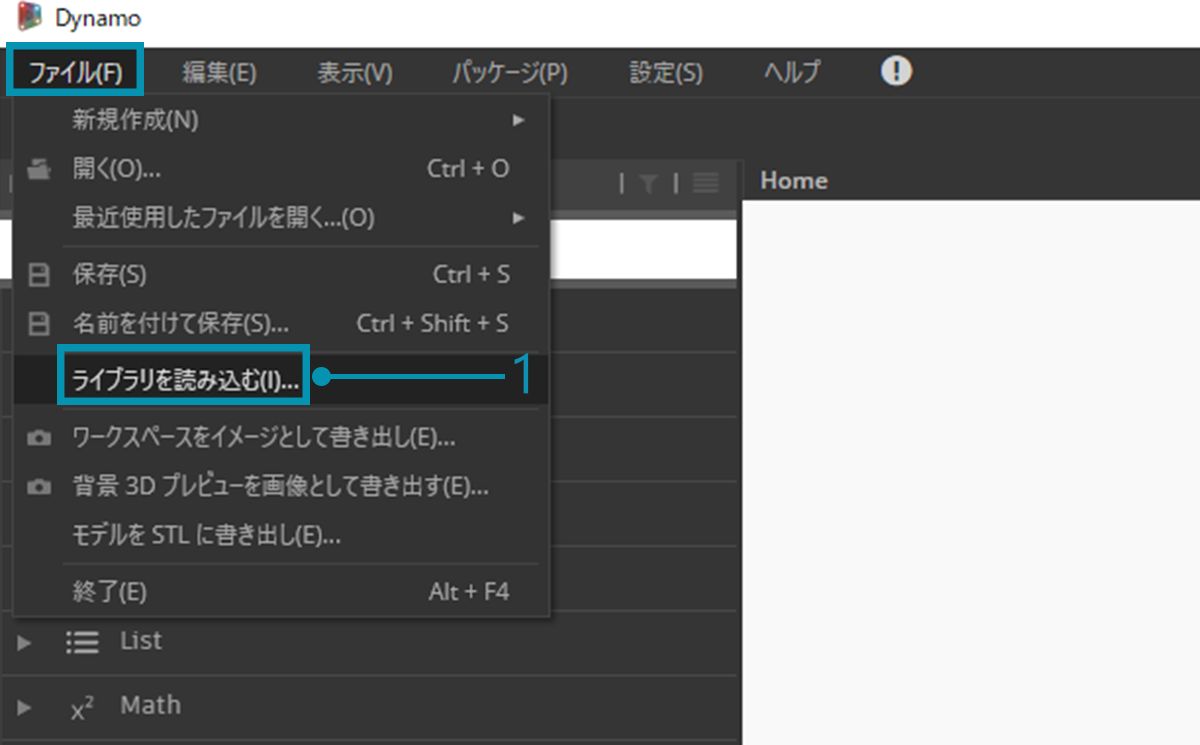 Dynamo
ファイル(F) 編集(E) 表示(V) パッケージ(P) 設定(S) ヘルプ
新規作成(N)
開く(O)... Ctrl + O
Home
最近使用したファイルを開く...(O)
保存(S) Ctrl + S
名前を付けて保存(S)... Ctrl + Shift + S
ライブラリを読み込む(I)... 1
ワークスペースをイメージとして書き出し(E)...
背景 3D プレビューを画像として書き出す(E)...
モデルを STL に書き出し(E)...
終了(E) Alt + F4
List
x² Math